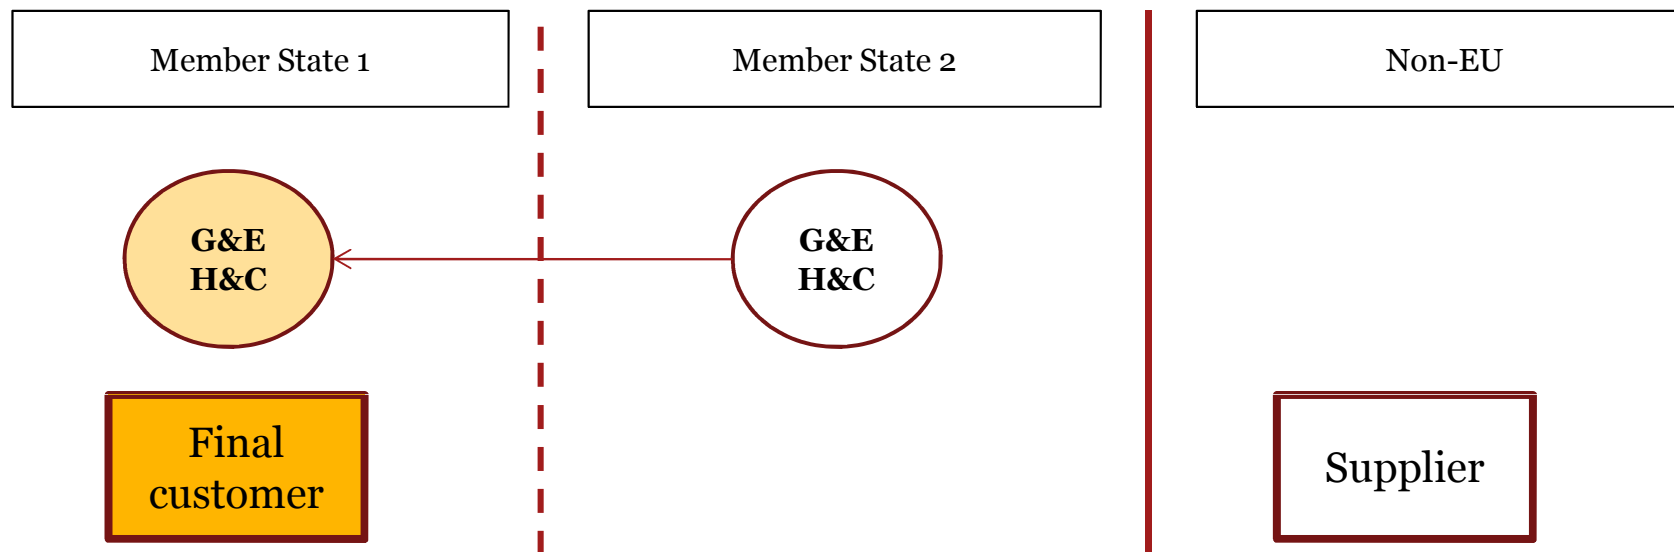 Member State 1
Member State 2
Non-EU
G&E
H&C
G&E
H&C
Final
customer
Supplier